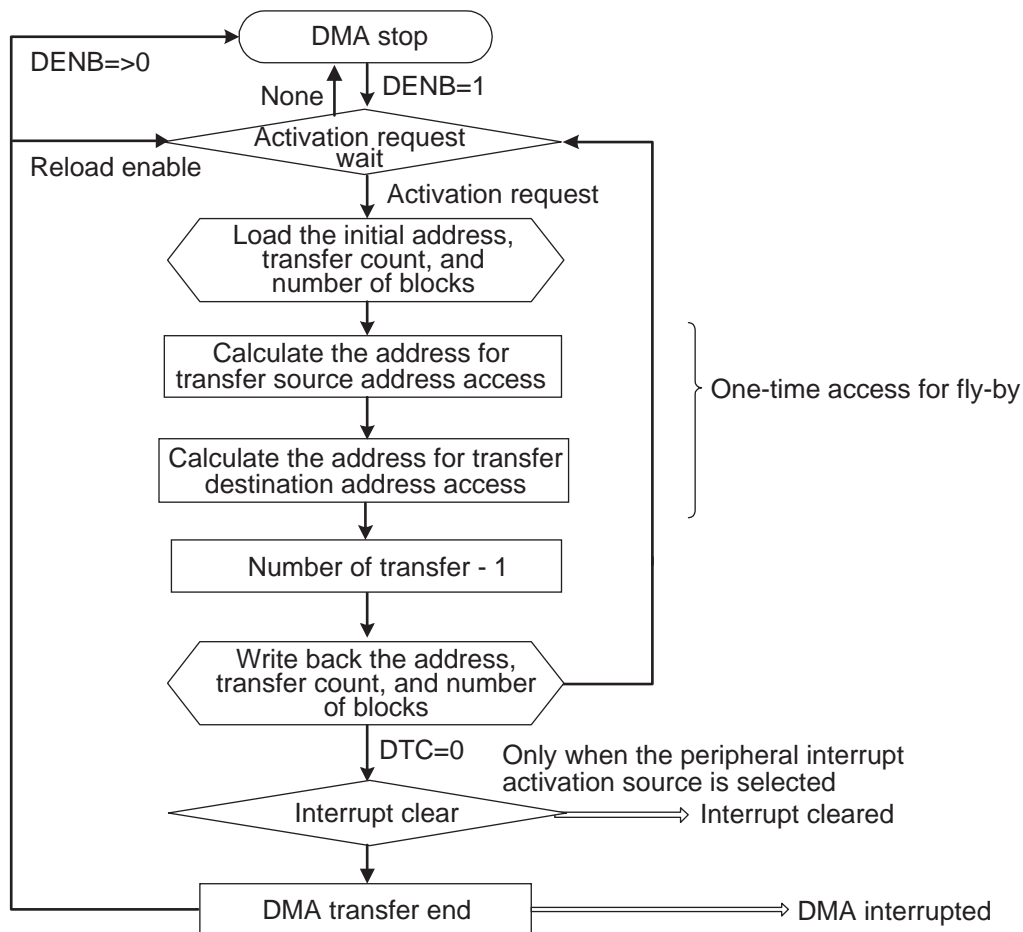 DMA stop
DENB=>0
None
DENB=1
Activation request
wait
Reload enable
Activation request
Load the initial address,
transfer count, and
number of blocks
Calculate the address for
transfer source address access
One-time access for fly-by
Calculate the address for transfer
destination address access
Number of transfer - 1
Write back the address,
transfer count, and number
of blocks
DTC=0
Only when the peripheral interrupt
activation source is selected
Interrupt clear
Interrupt cleared
DMA transfer end
DMA interrupted